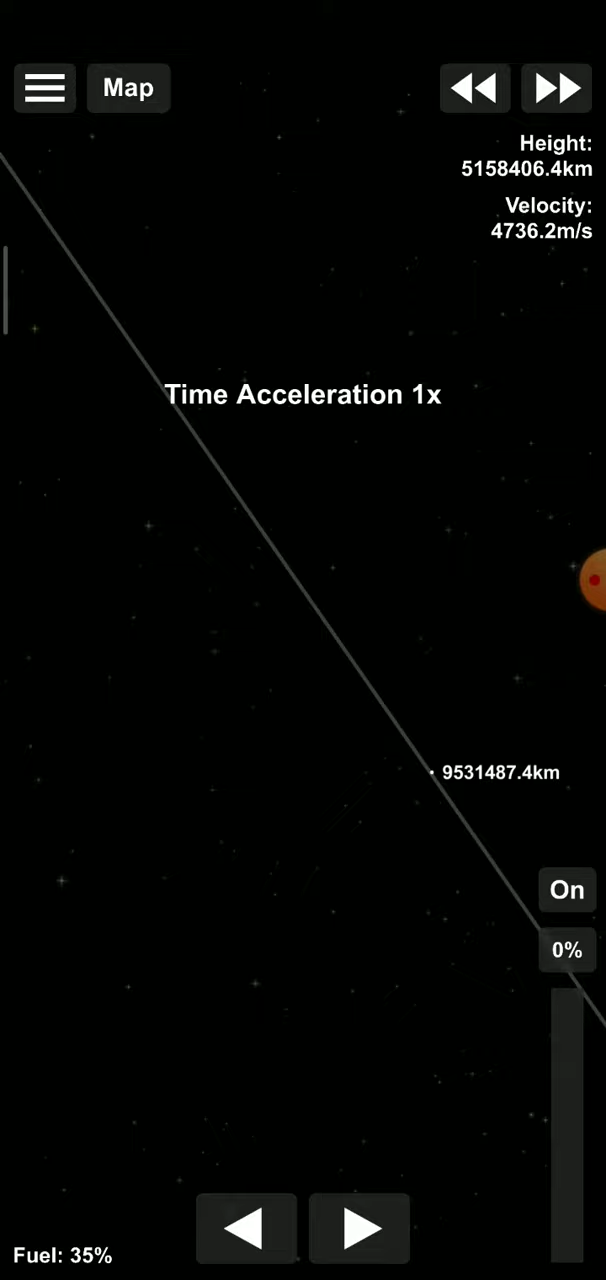 Map
Height:
5158406.4km
Velocity:
4736.2m/s
Time Acceleration 1x
9531487.4km
On
0%
Fuel: 35%